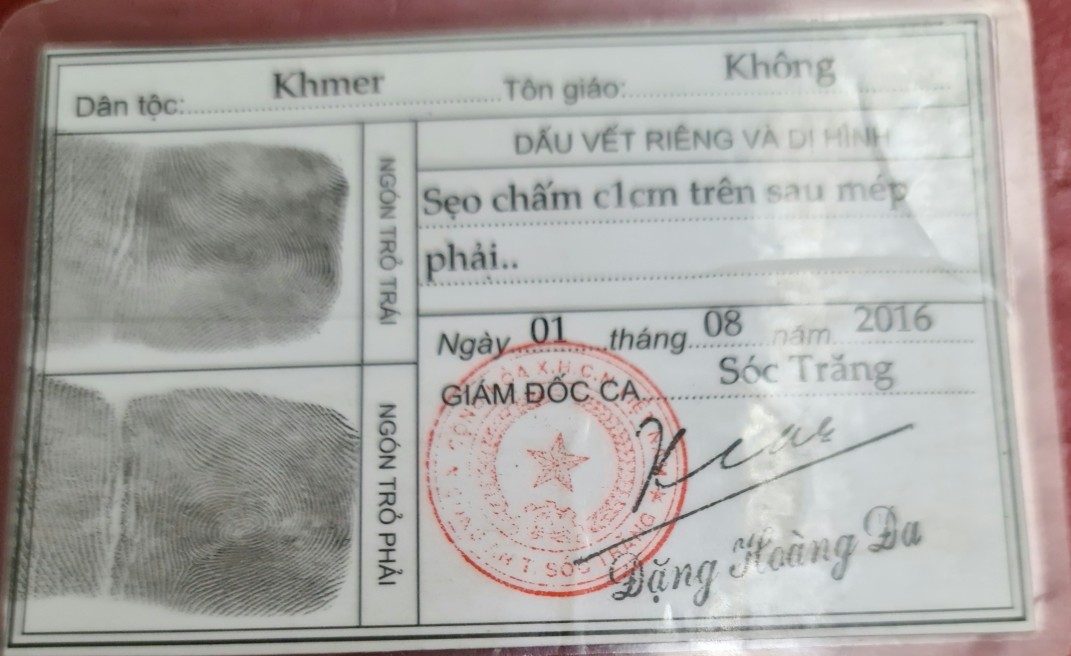 Dân tộc: Khmer Tôn giáo: Không
NGÓN TRỎ TRÁI
DẤU VẾT RIÊNG VÀ DỊ HÌNH
Sẹo chấm c1cm trên sau mép
phải..
NGÓN TRỎ PHẢI
Ngày 01 tháng 08 năm 2016
GIÁM ĐỐC CA Sóc Trăng
Đặng Hoàng Đa